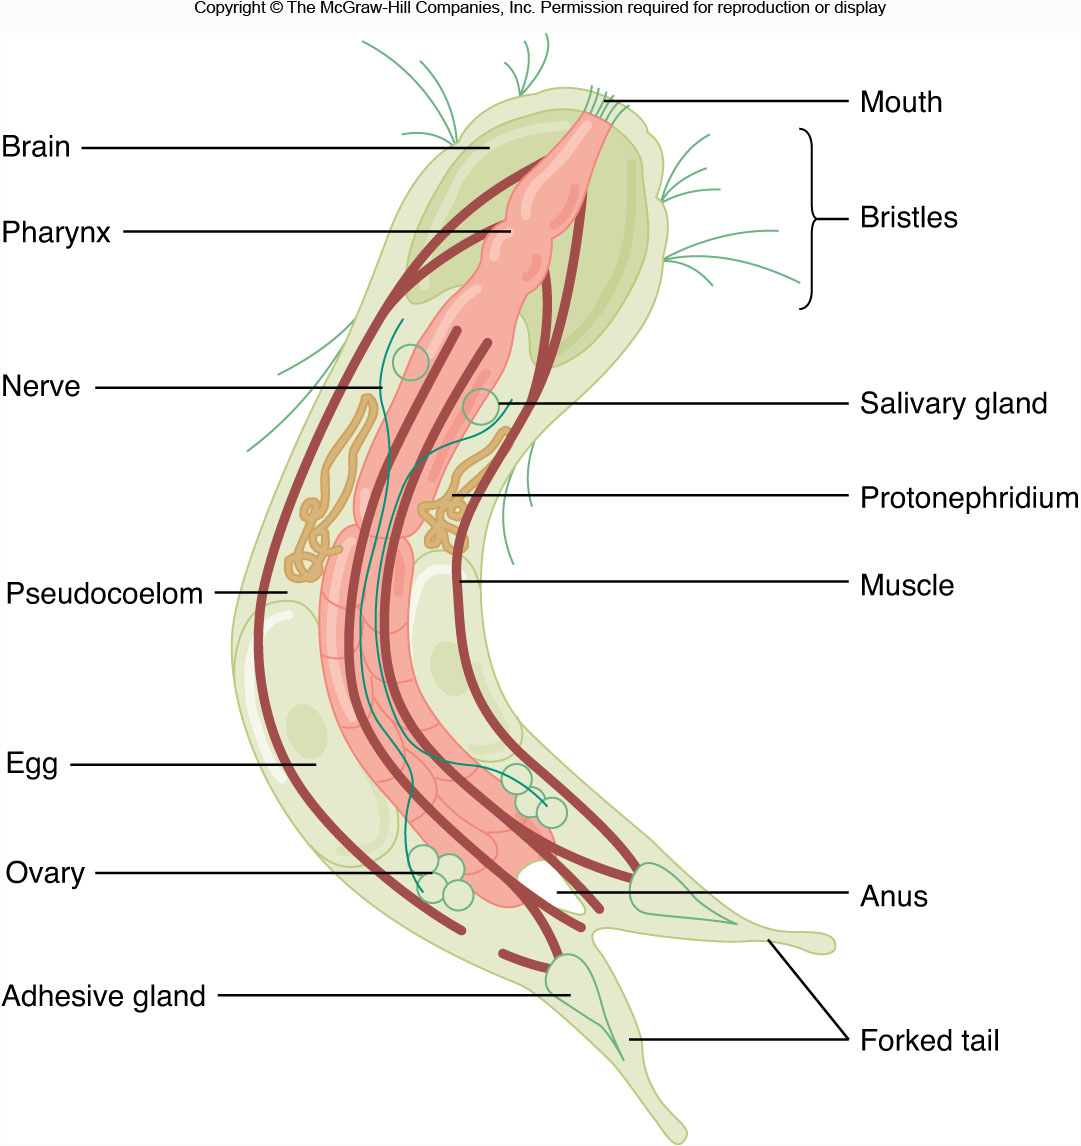 Copyright © The McGraw-Hill Companies, Inc. Permission required for reproduction or display
Mouth
Brain
Bristles
Pharynx
Nerve
Salivary gland
Protonephridium
Muscle
Pseudocoelom
Egg
Ovary
Anus
Adhesive gland
Forked tail